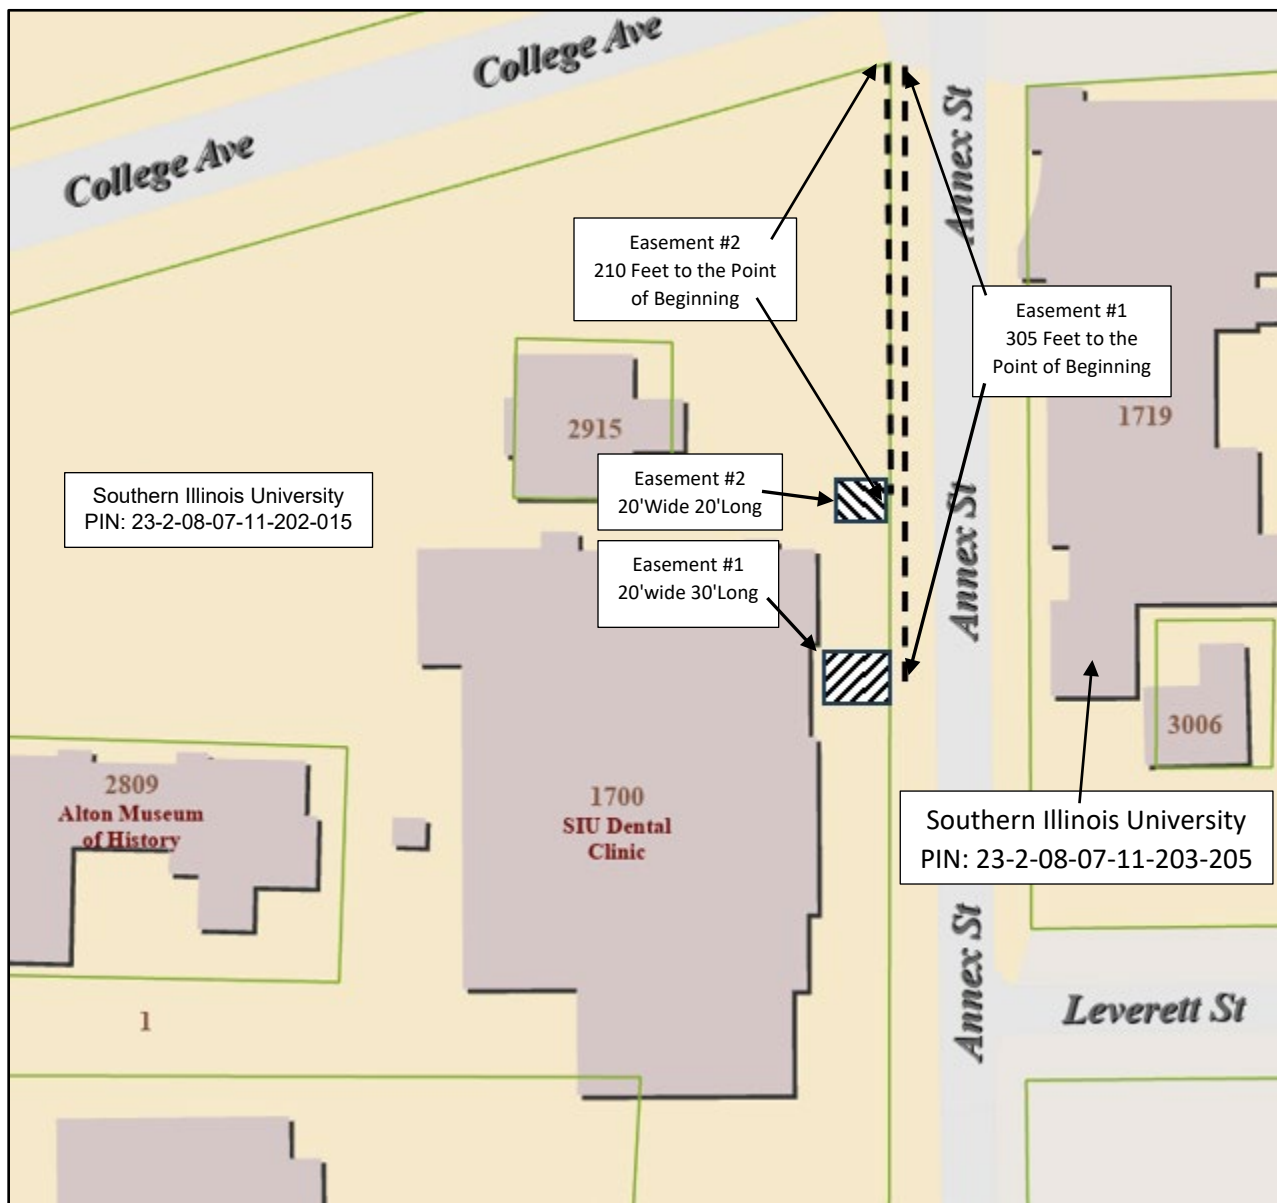 College Ave
College Ave
Annex St
Easement #2
210 Feet to the Point
of Beginning
Easement #1
305 Feet to the
Point of Beginning
1719
2915
Easement #2
20'Wide 20'Long
Southern Illinois University
PIN: 23-2-08-07-11-202-015
Annex St
Easement #1
20'wide 30'Long
3006
2809
Alton Museum
of History
1700
SIU Dental
Clinic
Southern Illinois University
PIN: 23-2-08-07-11-203-205
Annex St
Leverett St
1